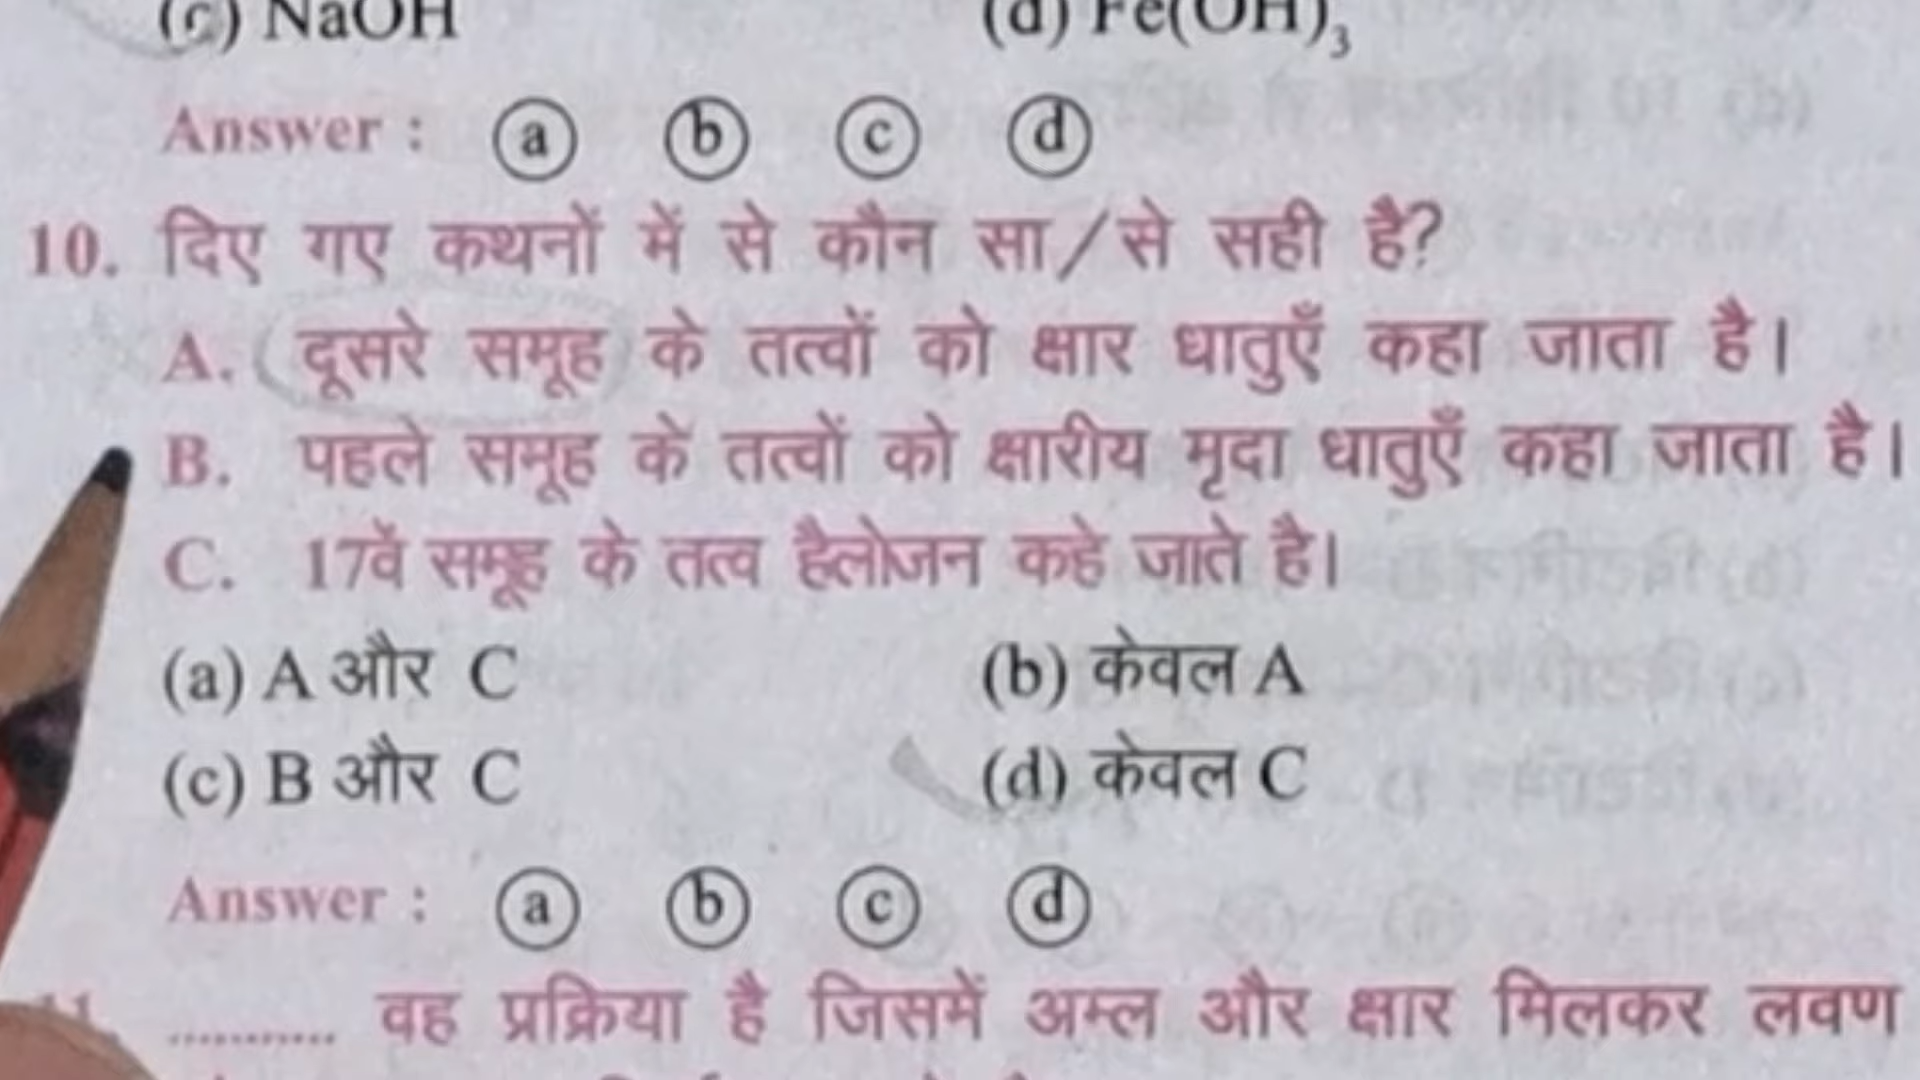 (c) NaOH (d) Fe(OH)₃
Answer : ⓐ ⓑ ⓒ ⓓ
10. दिए गए कथनों में से कौन सा/से सही है?
A. दूसरे समूह के तत्वों को क्षार धातुएँ कहा जाता है।
B. पहले समूह के तत्वों को क्षारीय मृदा धातुएँ कहा जाता है।
C. 17वें समूह के तत्व हैलोजन कहे जाते है।
(a) A और C (b) केवल A
(c) B और C (d) केवल C
Answer : ⓐ ⓑ ⓒ ⓓ
............ वह प्रक्रिया है जिसमें अम्ल और क्षार मिलकर लवण